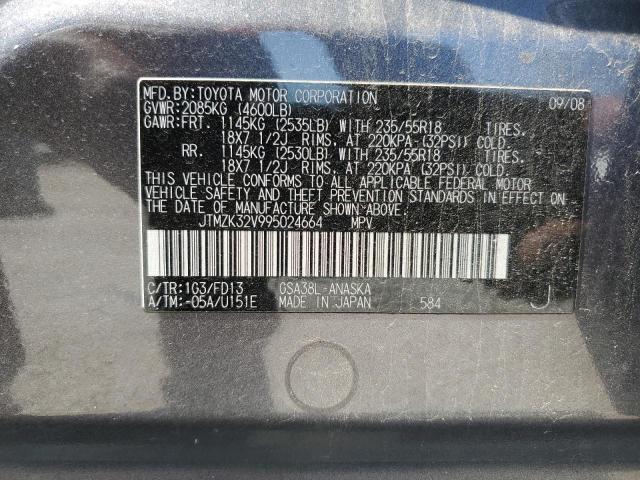 MFD. BY: TOYOTA MOTOR CORPORATION 09/08
GVWR: 2085KG (4600LB)
GAWR: FRT. 1145KG (2535LB) WITH 235/55R18 TIRES.
18X7 1/2J RIMS, AT 220KPA (32PSI) COLD.
RR. 1145KG (2530LB) WITH 235/55R18 TIRES.
18X7 1/2J RIMS, AT 220KPA (32PSI) COLD.
THIS VEHICLE CONFORMS TO ALL APPLICABLE FEDERAL MOTOR
VEHICLE SAFETY AND THEFT PREVENTION STANDARDS IN EFFECT ON
THE DATE OF MANUFACTURE SHOWN ABOVE.
JTMZK32V995024664 MPV
C/TR: 1G3/FD13 GSA38L-ANASKA
A/TM: -05A/U151E MADE IN JAPAN 584 J